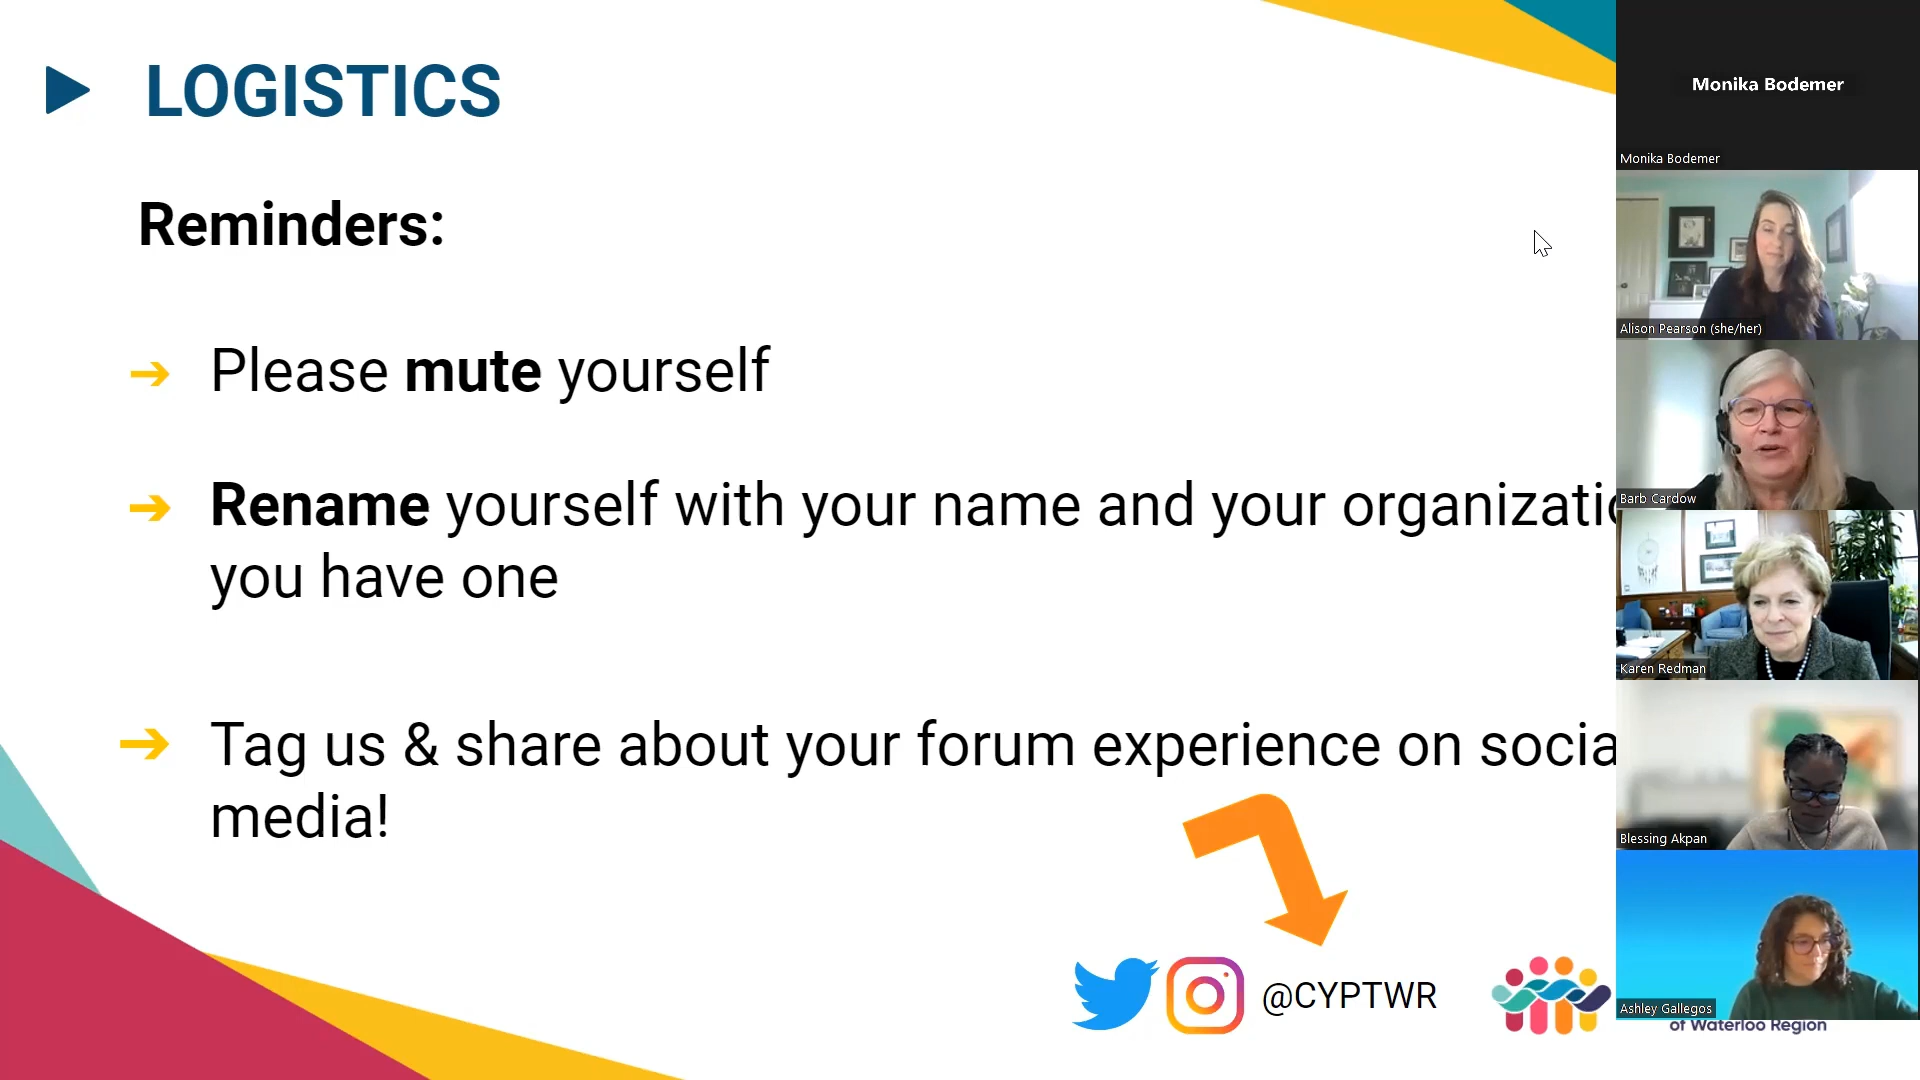 LOGISTICS
Reminders:
Please mute yourself
Rename yourself with your name and your organizatio
you have one
Tag us & share about your forum experience on socia
media!
@CYPTWR
of Waterloo Region
Monika Bodemer
Monika Bodemer
Alison Pearson (she/her)
Barb Cardow
Karen Redman
Blessing Akpan
Ashley Gallegos